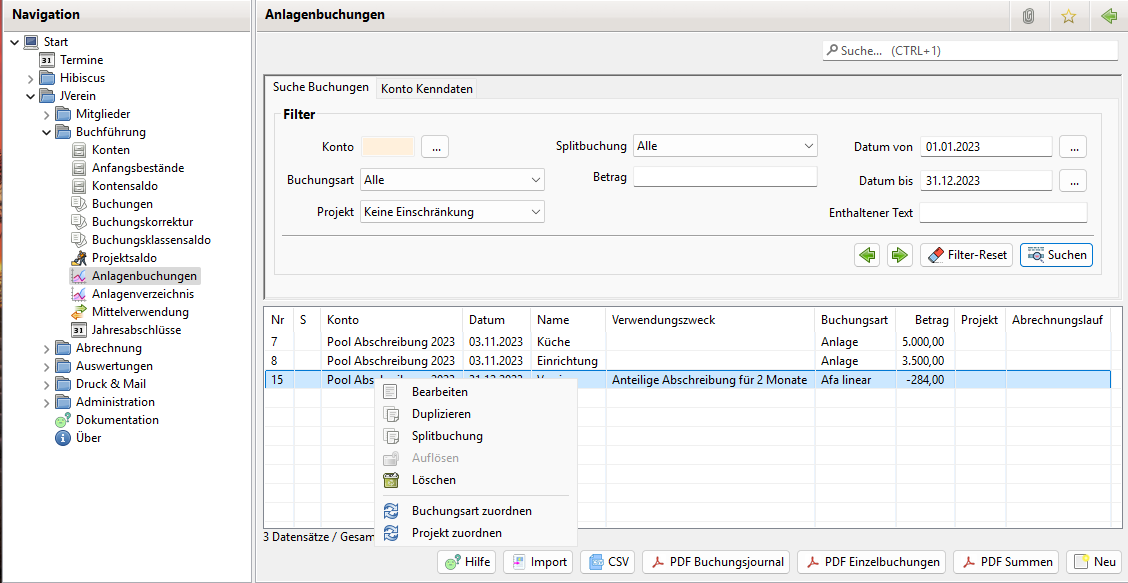 Navigation
Start
31 Termine
Hibiscus
JVerein
Mitglieder
Buchführung
Konten
Anfangsbestände
Kontensaldo
Buchungen
Buchungskorrektur
Buchungsklassensaldo
Projektsaldo
Anlagenbuchungen
Anlagenverzeichnis
Mittelverwendung
31 Jahresabschlüsse
Abrechnung
Auswertungen
Druck & Mail
Administration
Dokumentation
Über
Anlagenbuchungen
Suche... (CTRL+1)
Suche Buchungen Konto Kenndaten
Filter
Konto ... Splitbuchung Alle Datum von 01.01.2023 ...
Buchungsart Alle Betrag Datum bis 31.12.2023 ...
Projekt Keine Einschränkung Enthaltener Text
Filter-Reset Suchen
Nr S Konto Datum Name Verwendungszweck Buchungsart Betrag Projekt Abrechnungslauf
7 Pool Abschreibung 2023 03.11.2023 Küche Anlage 5.000,00
8 Pool Abschreibung 2023 03.11.2023 Einrichtung Anlage 3.500,00
15 Pool Anteilige Abschreibung für 2 Monate Afa linear -284,00
Bearbeiten
Duplizieren
Splitbuchung
Auflösen
Löschen
Buchungsart zuordnen
Projekt zuordnen
3 Datensätze / Gesam
Hilfe Import CSV PDF Buchungsjournal PDF Einzelbuchungen PDF Summen Neu